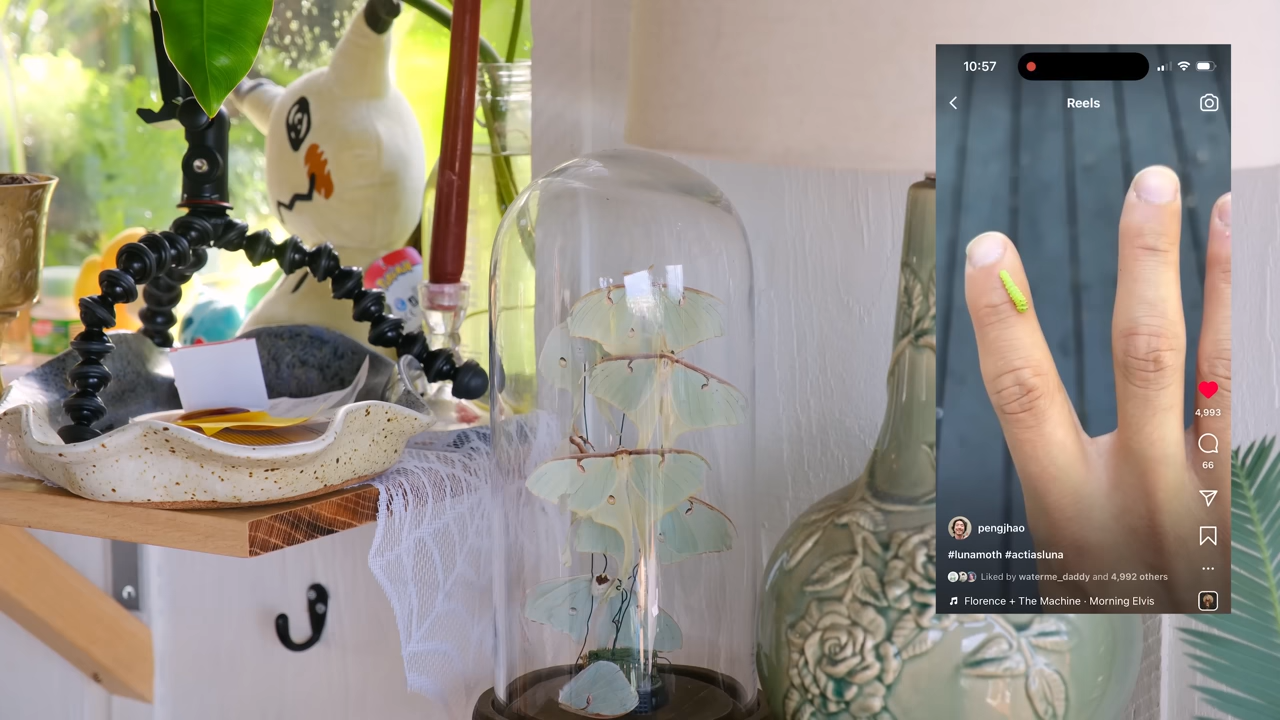 10:57
Reels
4,993
66
pengjhao
#lunamoth #actiasluna
Liked by waterme_daddy and 4,992 others
Florence + The Machine · Morning Elvis